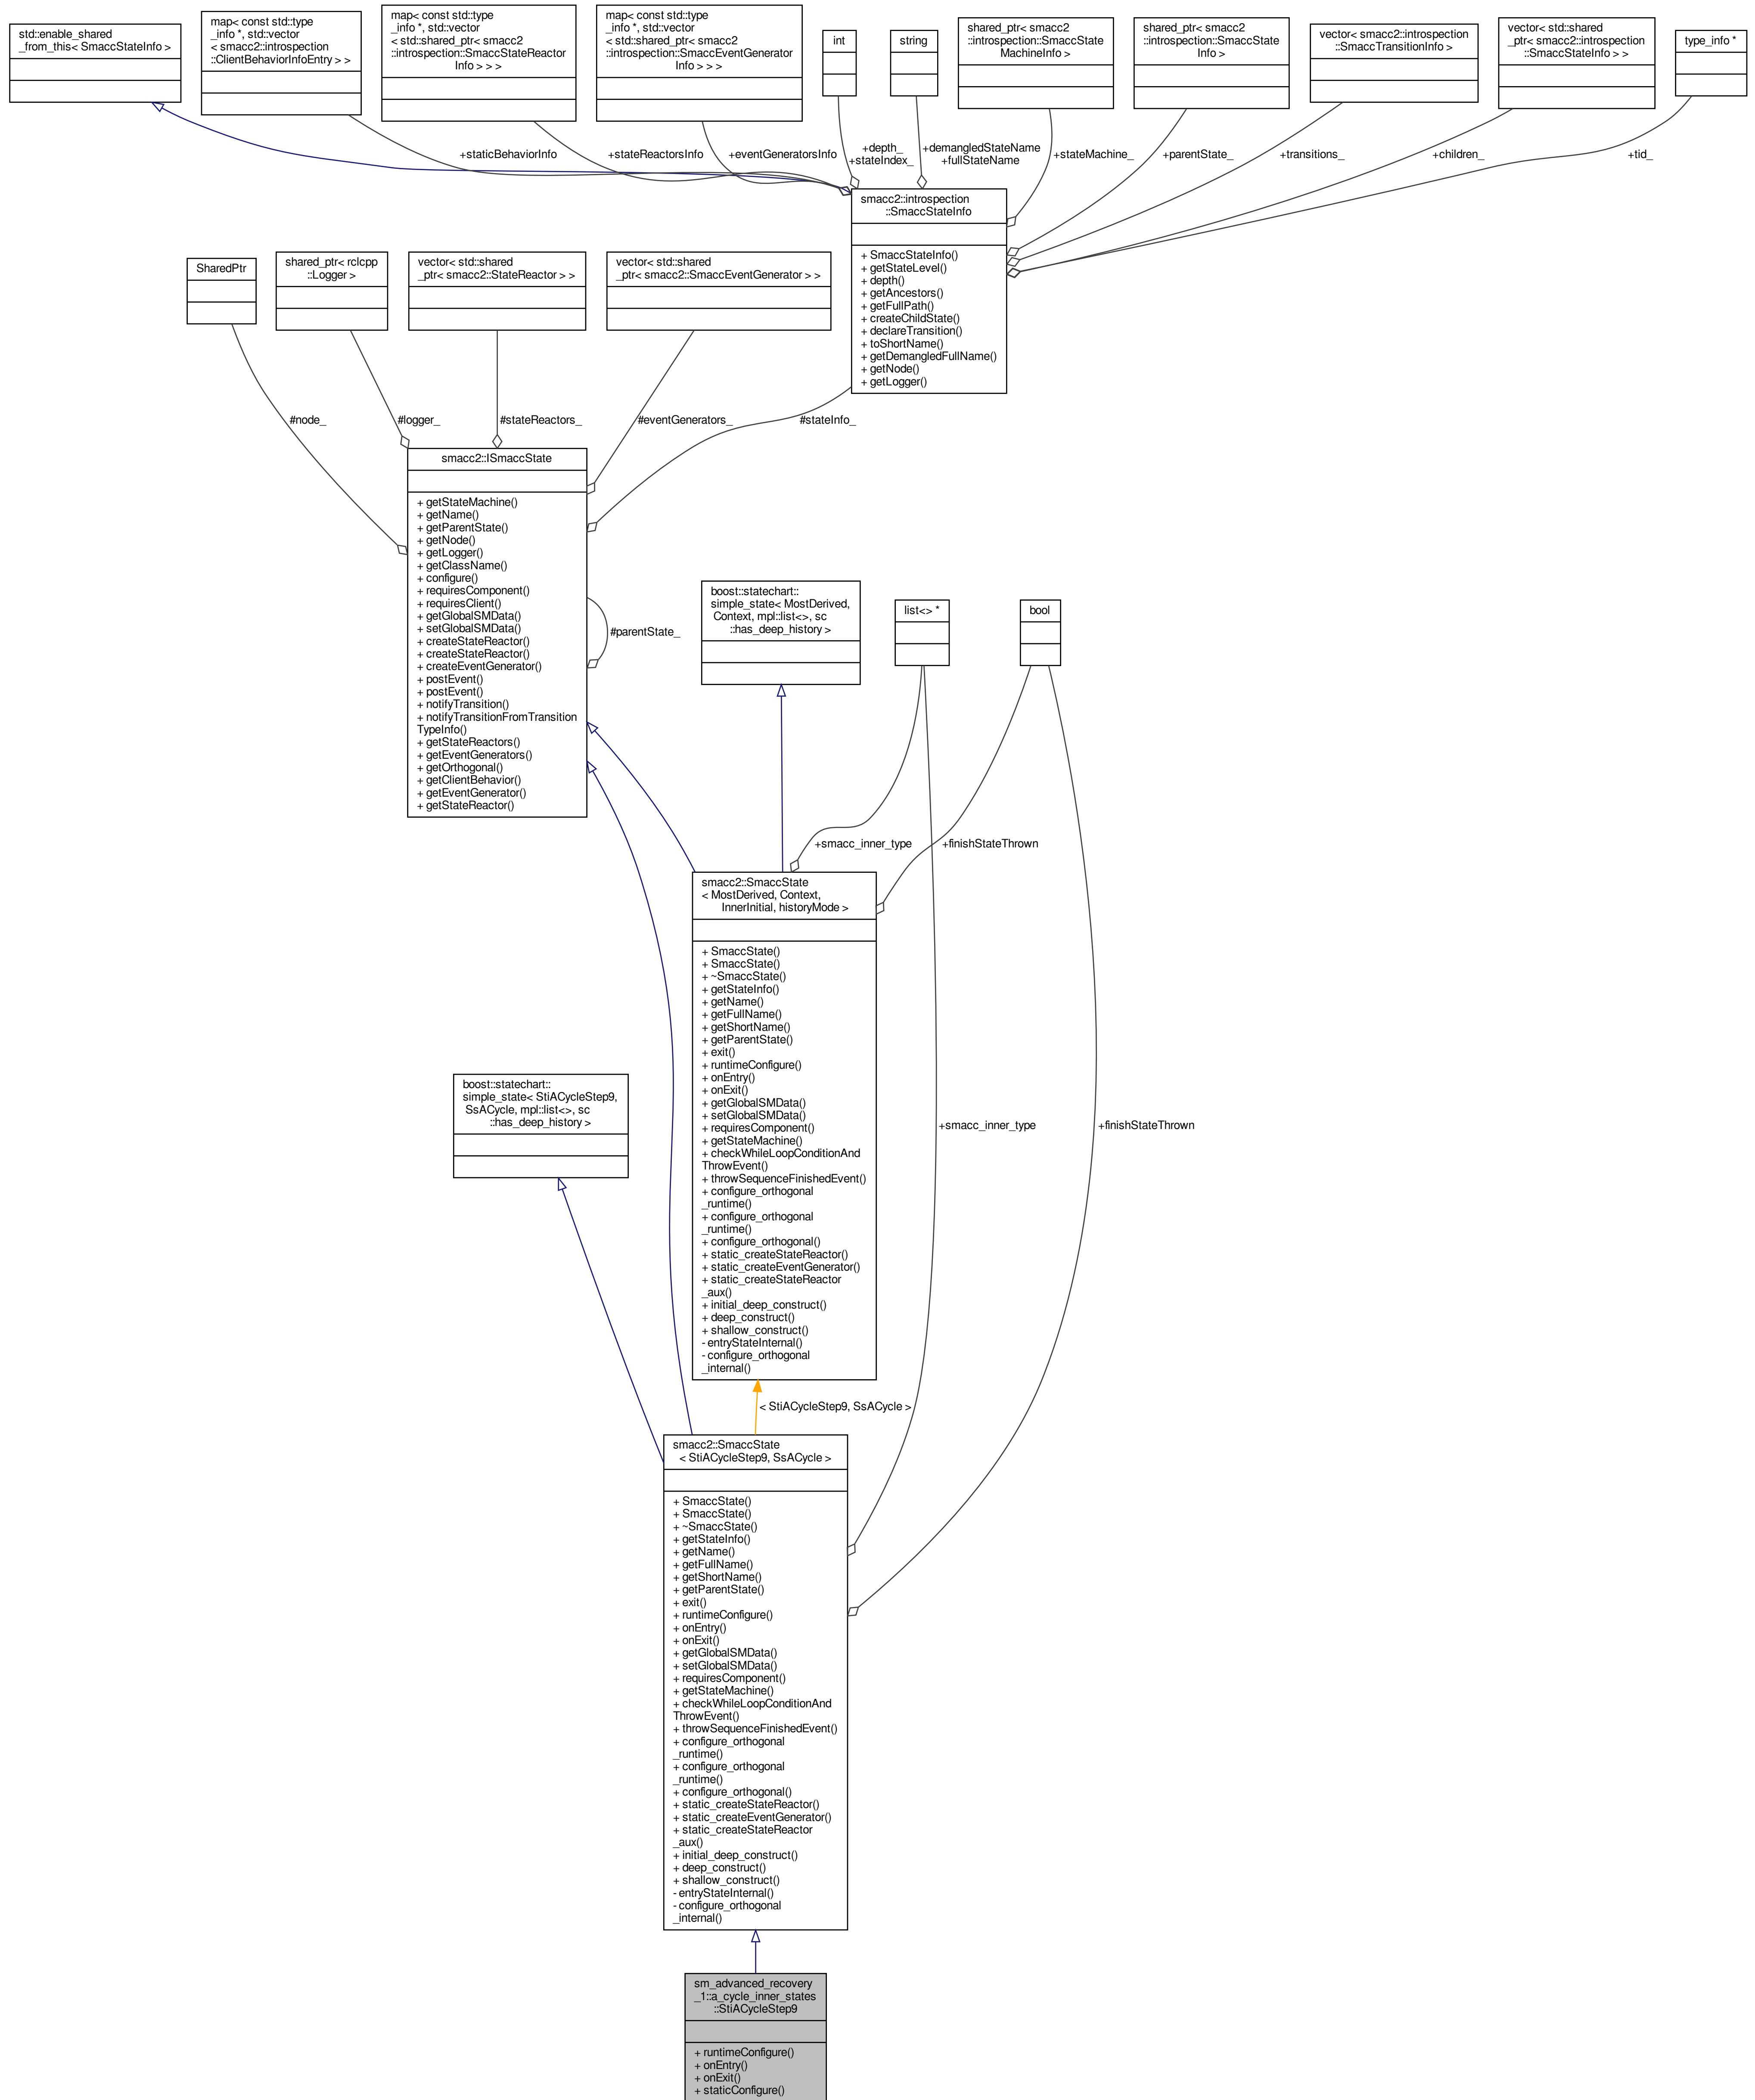 std::enable_shared
_from_this< SmaccStateInfo >
map< const std::type
_info *, std::vector
< smacc2::introspection
::ClientBehaviorInfoEntry > >
map< const std::type
_info *, std::vector
< std::shared_ptr< smacc2
::introspection::SmaccStateReactor
Info > > >
map< const std::type
_info *, std::vector
< std::shared_ptr< smacc2
::introspection::SmaccEventGenerator
Info > > >
int
string
shared_ptr< smacc2
::introspection::SmaccState
MachineInfo >
shared_ptr< smacc2
::introspection::SmaccState
Info >
vector< smacc2::introspection
::SmaccTransitionInfo >
vector< std::shared
_ptr< smacc2::introspection
::SmaccStateInfo > >
type_info *
+staticBehaviorInfo
+stateReactorsInfo
+eventGeneratorsInfo
+depth_
+stateIndex_
+demangledStateName
+fullStateName
+stateMachine_
+parentState_
+transitions_
+children_
+tid_
smacc2::introspection
::SmaccStateInfo
+ SmaccStateInfo()
+ getStateLevel()
+ depth()
+ getAncestors()
+ getFullPath()
+ createChildState()
+ declareTransition()
+ toShortName()
+ getDemangledFullName()
+ getNode()
+ getLogger()
SharedPtr
shared_ptr< rclcpp
::Logger >
vector< std::shared
_ptr< smacc2::StateReactor > >
vector< std::shared
_ptr< smacc2::SmaccEventGenerator > >
#node_
#logger_
#stateReactors_
#eventGenerators_
#stateInfo_
smacc2::ISmaccState
+ getStateMachine()
+ getName()
+ getParentState()
+ getNode()
+ getLogger()
+ getClassName()
+ configure()
+ requiresComponent()
+ requiresClient()
+ getGlobalSMData()
+ setGlobalSMData()
+ createStateReactor()
+ createStateReactor()
+ createEventGenerator()
+ postEvent()
+ postEvent()
+ notifyTransition()
+ notifyTransitionFromTransition
TypeInfo()
+ getStateReactors()
+ getEventGenerators()
+ getOrthogonal()
+ getClientBehavior()
+ getEventGenerator()
+ getStateReactor()
#parentState_
boost::statechart::
simple_state< MostDerived,
Context, mpl::list<>, sc
::has_deep_history >
list<> *
bool
+smacc_inner_type
+finishStateThrown
smacc2::SmaccState
< MostDerived, Context,
InnerInitial, historyMode >
+ SmaccState()
+ SmaccState()
+ ~SmaccState()
+ getStateInfo()
+ getName()
+ getFullName()
+ getShortName()
+ getParentState()
+ exit()
+ runtimeConfigure()
+ onEntry()
+ onExit()
+ getGlobalSMData()
+ setGlobalSMData()
+ requiresComponent()
+ getStateMachine()
+ checkWhileLoopConditionAnd
ThrowEvent()
+ throwSequenceFinishedEvent()
+ configure_orthogonal
_runtime()
+ configure_orthogonal
_runtime()
+ configure_orthogonal()
+ static_createStateReactor()
+ static_createEventGenerator()
+ static_createStateReactor
_aux()
+ initial_deep_construct()
+ deep_construct()
+ shallow_construct()
- entryStateInternal()
- configure_orthogonal
_internal()
boost::statechart::
simple_state< StiACycleStep9,
SsACycle, mpl::list<>, sc
::has_deep_history >
+smacc_inner_type
+finishStateThrown
< StiACycleStep9, SsACycle >
smacc2::SmaccState
< StiACycleStep9, SsACycle >
+ SmaccState()
+ SmaccState()
+ ~SmaccState()
+ getStateInfo()
+ getName()
+ getFullName()
+ getShortName()
+ getParentState()
+ exit()
+ runtimeConfigure()
+ onEntry()
+ onExit()
+ getGlobalSMData()
+ setGlobalSMData()
+ requiresComponent()
+ getStateMachine()
+ checkWhileLoopConditionAnd
ThrowEvent()
+ throwSequenceFinishedEvent()
+ configure_orthogonal
_runtime()
+ configure_orthogonal
_runtime()
+ configure_orthogonal()
+ static_createStateReactor()
+ static_createEventGenerator()
+ static_createStateReactor
_aux()
+ initial_deep_construct()
+ deep_construct()
+ shallow_construct()
- entryStateInternal()
- configure_orthogonal
_internal()
sm_advanced_recovery
_1::a_cycle_inner_states
::StiACycleStep9
+ runtimeConfigure()
+ onEntry()
+ onExit()
+ staticConfigure()